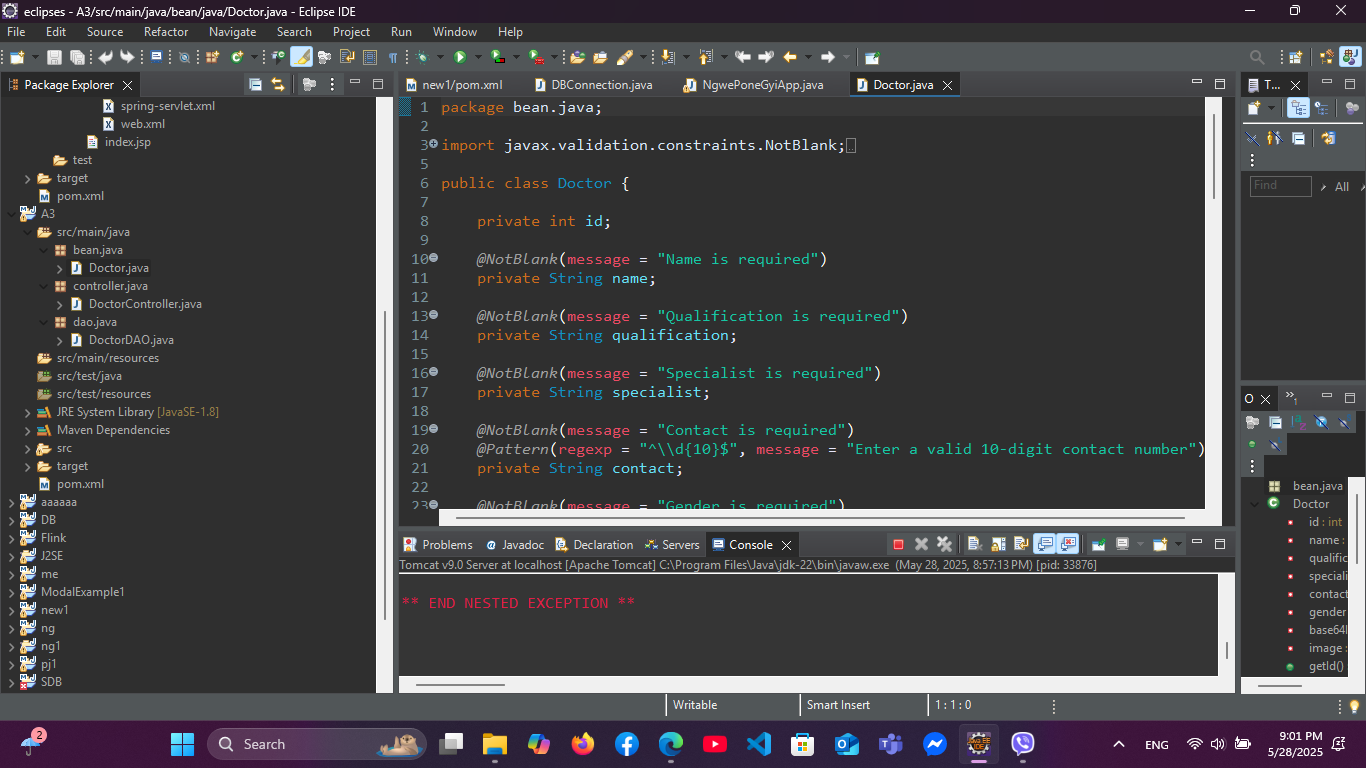 eclipses - A3/src/main/java/bean/java/Doctor.java - Eclipse IDE
File Edit Source Refactor Navigate Search Project Run Window Help
Package Explorer
spring-servlet.xml
web.xml
index.jsp
test
target
pom.xml
A3
src/main/java
bean.java
Doctor.java
controller.java
DoctorController.java
dao.java
DoctorDAO.java
src/main/resources
src/test/java
src/test/resources
JRE System Library [JavaSE-1.8]
Maven Dependencies
src
target
pom.xml
aaaaaa
DB
Flink
J2SE
me
ModalExample1
new1
ng
ng1
pj1
SDB
new1/pom.xml DBConnection.java NgwePoneGyiApp.java Doctor.java
1 package bean.java;
2
3 import javax.validation.constraints.NotBlank;
5
6 public class Doctor {
7
8 private int id;
9
10 @NotBlank(message = "Name is required")
11 private String name;
12
13 @NotBlank(message = "Qualification is required")
14 private String qualification;
15
16 @NotBlank(message = "Specialist is required")
17 private String specialist;
18
19 @NotBlank(message = "Contact is required")
20 @Pattern(regexp = "^\\d{10}$", message = "Enter a valid 10-digit contact number")
21 private String contact;
22
23 @NotBlank(message = "Gender is required")
Problems Javadoc Declaration Servers Console
Tomcat v9.0 Server at localhost [Apache Tomcat] C:\Program Files\Java\jdk-22\bin\javaw.exe (May 28, 2025, 8:57:13 PM) [pid: 33876]
** END NESTED EXCEPTION **
T...
Find
All
O
1
bean.java
Doctor
id : int
name :
qualific
speciali
contact
gender
base64I
image :
getId()
Writable Smart Insert 1 : 1 : 0
2
Search
ENG
9:01 PM
5/28/2025